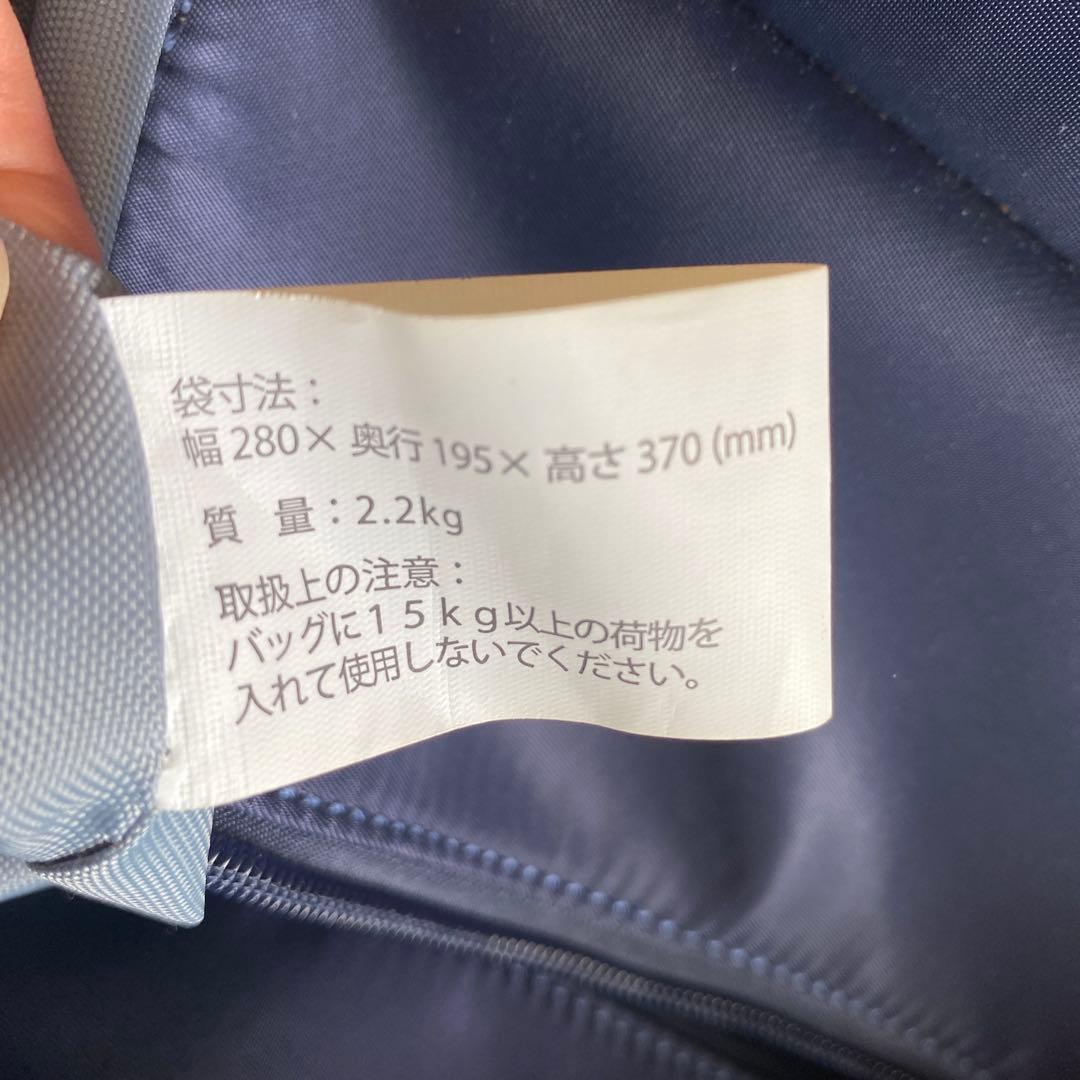 袋寸法：
幅 280× 奥行 195× 高さ 370 (mm)
質　量：2.2kg
取扱上の注意：
バッグに１５ｋｇ以上の荷物を
入れて使用しないでください。